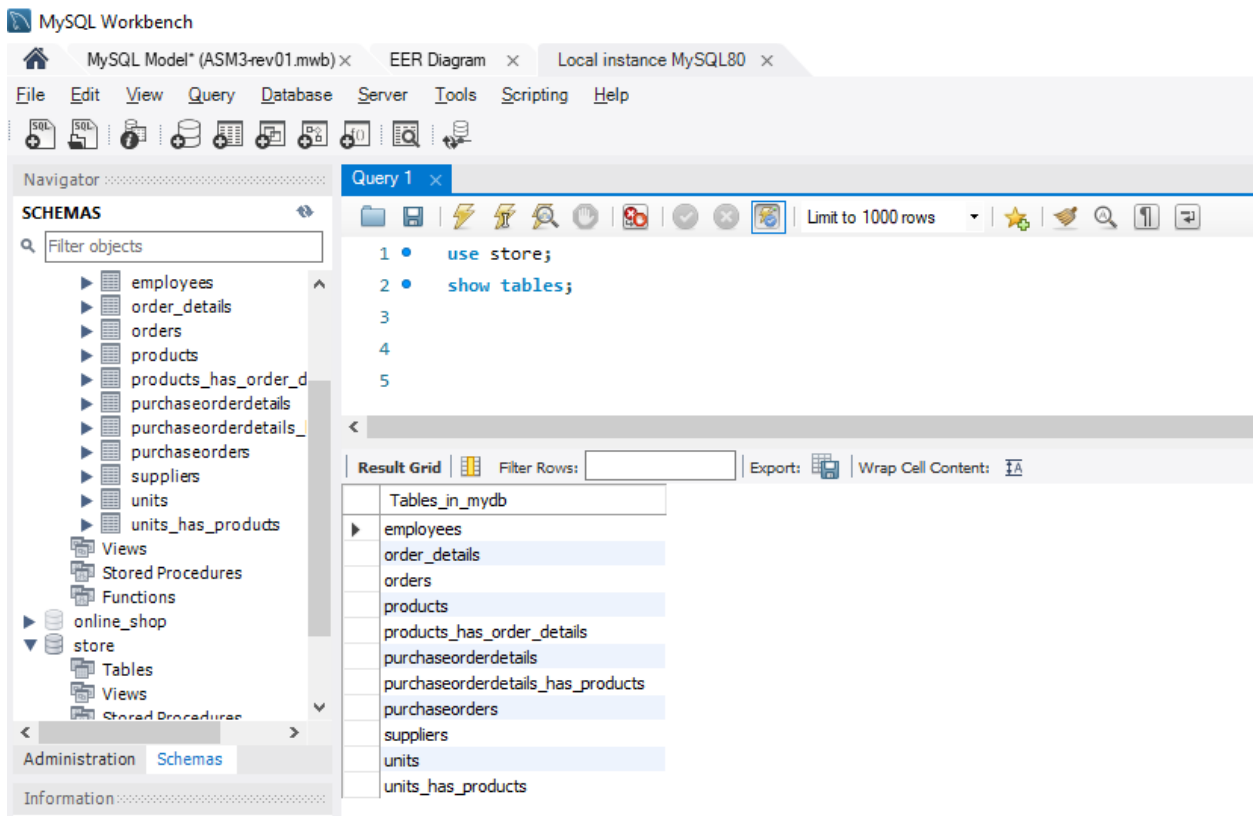 MySQL Workbench
MySQL Model* (ASM3-rev01.mwb) × EER Diagram × Local instance MySQL80 ×
File Edit View Query Database Server Tools Scripting Help
Navigator
SCHEMAS
Filter objects
employees
order_details
orders
products
products_has_order_d
purchaseorderdetails
purchaseorderdetails_
purchaseorders
suppliers
units
units_has_products
Views
Stored Procedures
Functions
online_shop
store
Tables
Views
Stored Procedures
Administration Schemas
Information
Query 1 ×
Limit to 1000 rows
1 use store;
2 show tables;
3
4
5
Result Grid Filter Rows: Export: Wrap Cell Content:
Tables_in_mydb
employees
order_details
orders
products
products_has_order_details
purchaseorderdetails
purchaseorderdetails_has_products
purchaseorders
suppliers
units
units_has_products